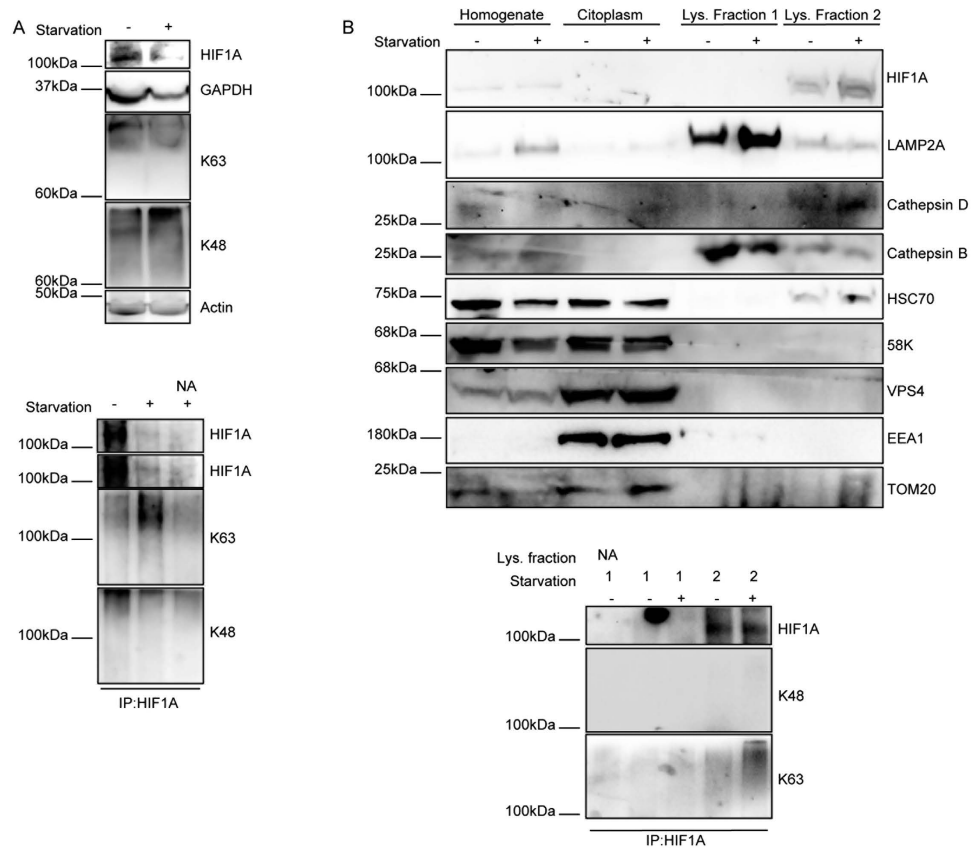 A
Starvation - +
HIF1A
100kDa
37kDa
GAPDH
K63
60kDa
K48
60kDa
50kDa
Actin
NA
Starvation - + +
HIF1A
100kDa
HIF1A
100kDa
K63
100kDa
K48
100kDa
IP:HIF1A
B
Homogenate Citoplasm Lys. Fraction 1 Lys. Fraction 2
Starvation - + - + - + - +
HIF1A
100kDa
LAMP2A
100kDa
Cathepsin D
25kDa
Cathepsin B
25kDa
75kDa
HSC70
68kDa
58K
68kDa
VPS4
180kDa
EEA1
25kDa
TOM20
Lys. fraction NA
Starvation 1 1 1 2 2
- - + - +
HIF1A
100kDa
K48
100kDa
K63
100kDa
IP:HIF1A